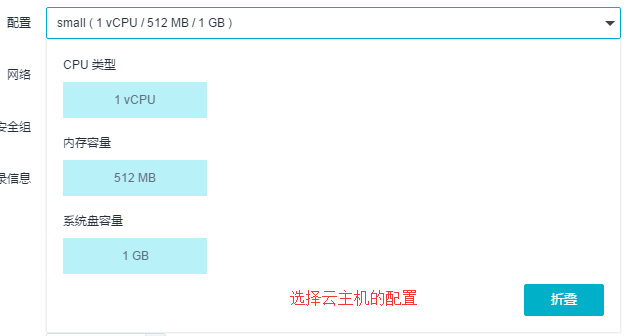 配置
small ( 1 vCPU / 512 MB / 1 GB )
CPU 类型
网络
1 vCPU
安全组
内存容量
录信息
512 MB
系统盘容量
1 GB
选择云主机的配置
折叠